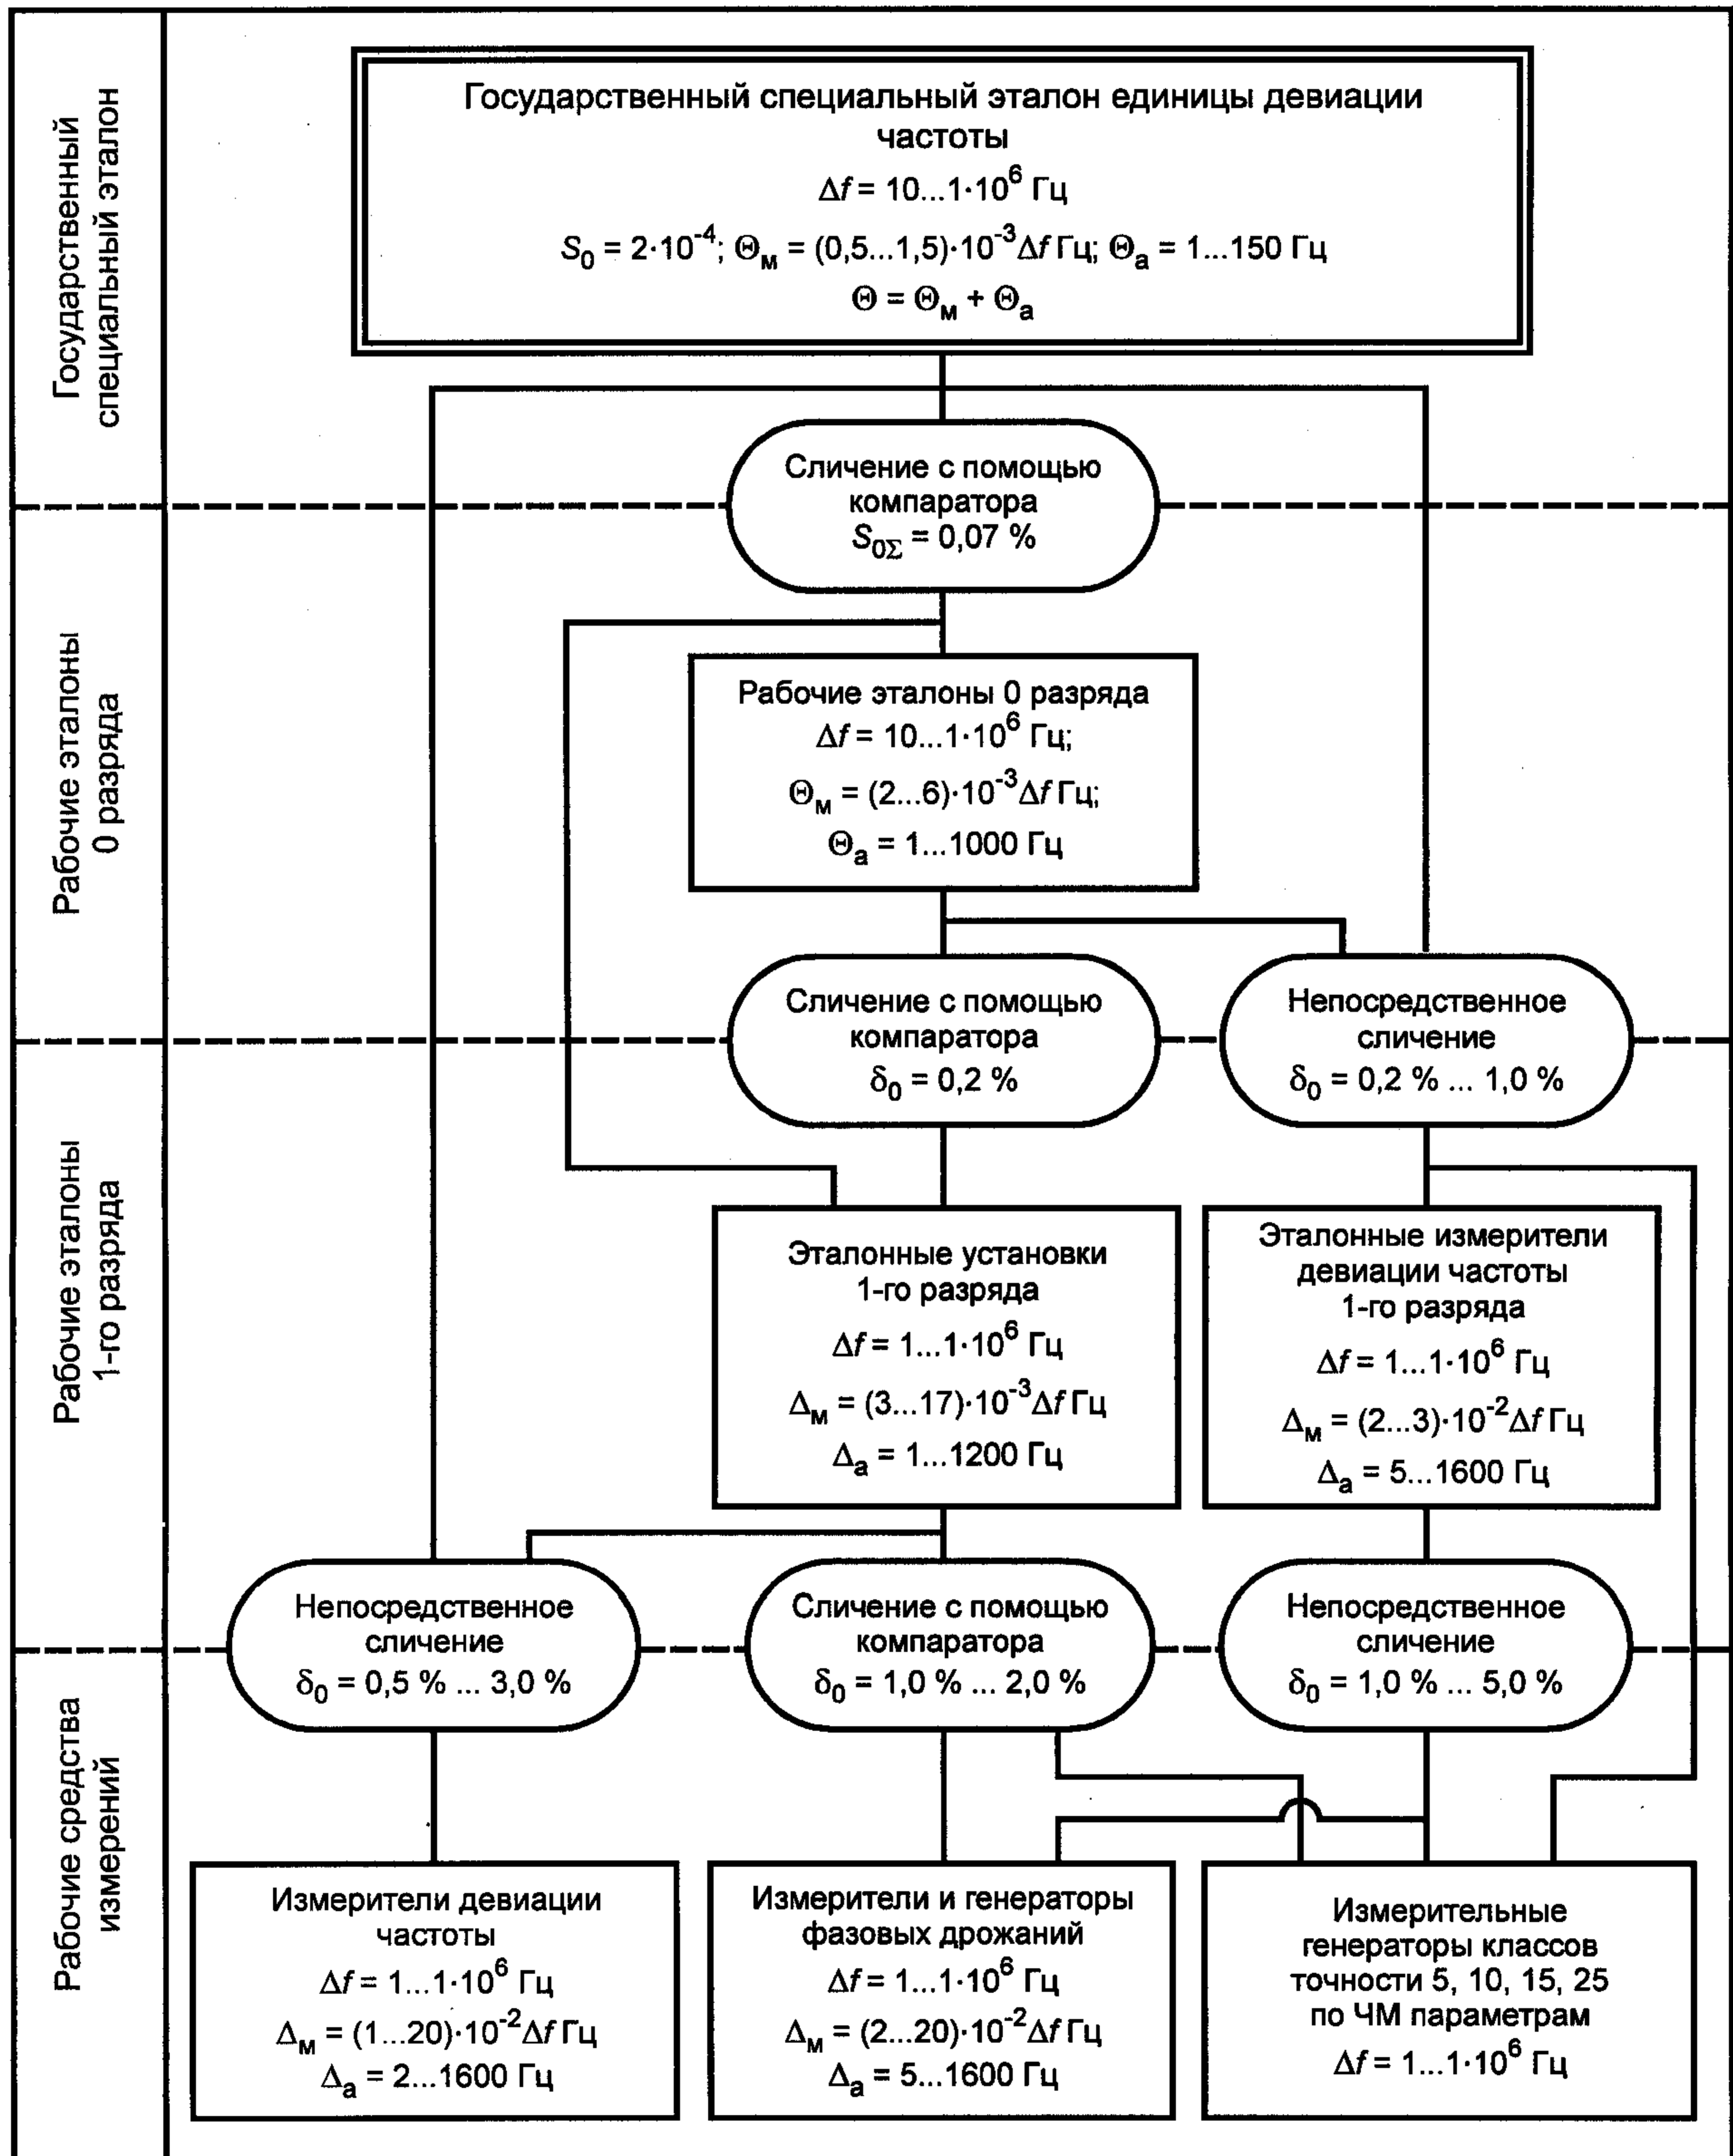 Государственный
специальный эталон
Государственный специальный эталон единицы девиации
частоты
Δf = 10...1·10⁶ Гц
S₀ = 2·10⁻⁴; Θм = (0,5...1,5)·10⁻³Δf Гц; Θа = 1...150 Гц
Θ = Θм + Θа
Сличение с помощью
компаратора
S₀Σ = 0,07 %
Рабочие эталоны
0 разряда
Рабочие эталоны 0 разряда
Δf = 10...1·10⁶ Гц;
Θм = (2...6)·10⁻³Δf Гц;
Θа = 1...1000 Гц
Сличение с помощью
компаратора
δ₀ = 0,2 %
Непосредственное
сличение
δ₀ = 0,2 % ... 1,0 %
Рабочие эталоны
1-го разряда
Эталонные установки
1-го разряда
Δf = 1...1·10⁶ Гц
Δм = (3...17)·10⁻³Δf Гц
Δа = 1...1200 Гц
Эталонные измерители
девиации частоты
1-го разряда
Δf = 1...1·10⁶ Гц
Δм = (2...3)·10⁻²Δf Гц
Δа = 5...1600 Гц
Непосредственное
сличение
δ₀ = 0,5 % ... 3,0 %
Сличение с помощью
компаратора
δ₀ = 1,0 % ... 2,0 %
Непосредственное
сличение
δ₀ = 1,0 % ... 5,0 %
Рабочие средства
измерений
Измерители девиации
частоты
Δf = 1...1·10⁶ Гц
Δм = (1...20)·10⁻²Δf Гц
Δа = 2...1600 Гц
Измерители и генераторы
фазовых дрожаний
Δf = 1...1·10⁶ Гц
Δм = (2...20)·10⁻²Δf Гц
Δа = 5...1600 Гц
Измерительные
генераторы классов
точности 5, 10, 15, 25
по ЧМ параметрам
Δf = 1...1·10⁶ Гц